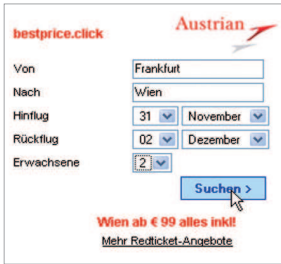 Austrian
bestprice.click
Von Frankfurt
Nach Wien
Hinflug 31 November
Rückflug 02 Dezember
Erwachsene 2
Suchen >
Wien ab € 99 alles inkl!
Mehr Redticket-Angebote